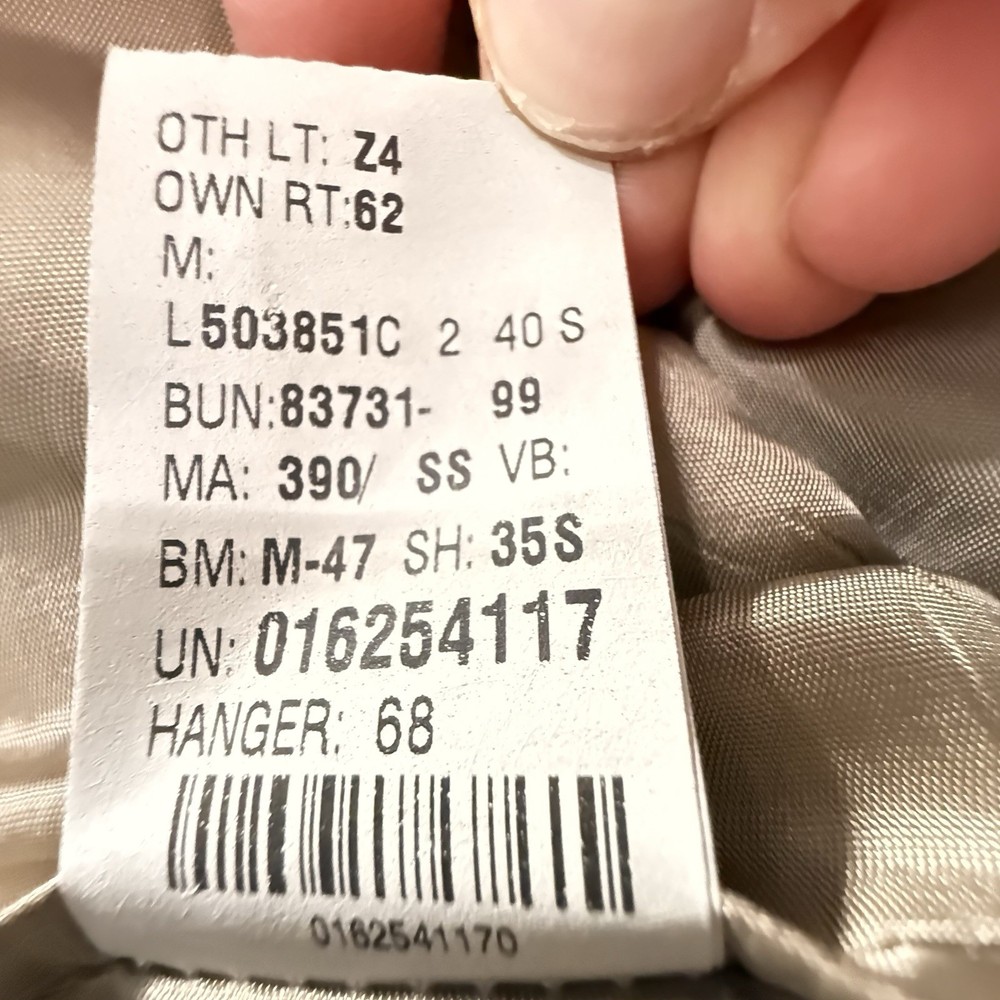 OTH LT: Z4
OWN RT:62
M:
L503851C 2 40 S
BUN:83731- 99
MA: 390/ SS VB:
BM: M-47 SH: 35S
UN: 016254117
HANGER: 68
0162541170